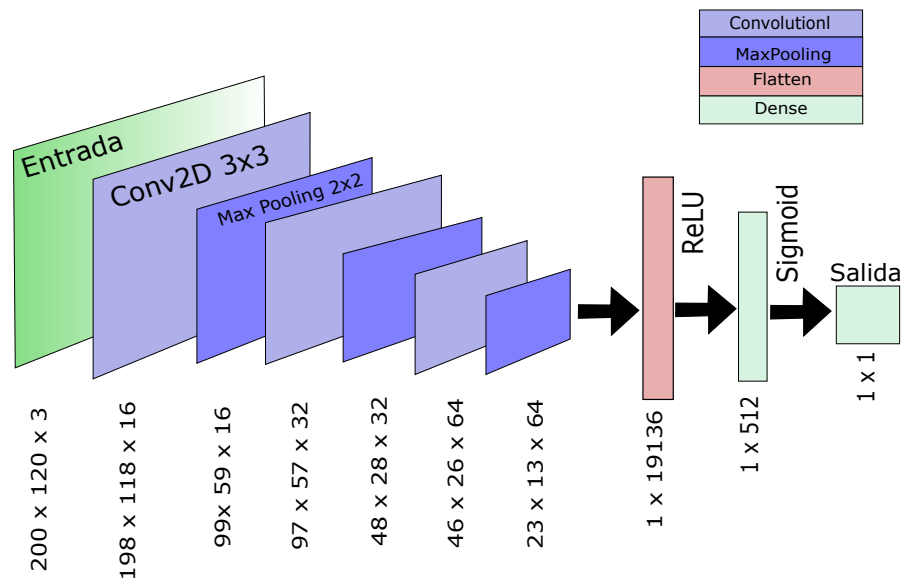 Convolutionl
MaxPooling
Flatten
Dense
Entrada
Conv2D 3x3
Max Pooling 2x2
ReLU
Sigmoid
Salida
200 x 120 x 3
198 x 118 x 16
99x 59 x 16
97 x 57 x 32
48 x 28 x 32
46 x 26 x 64
23 x 13 x 64
1 x 19136
1 x 512
1 x 1